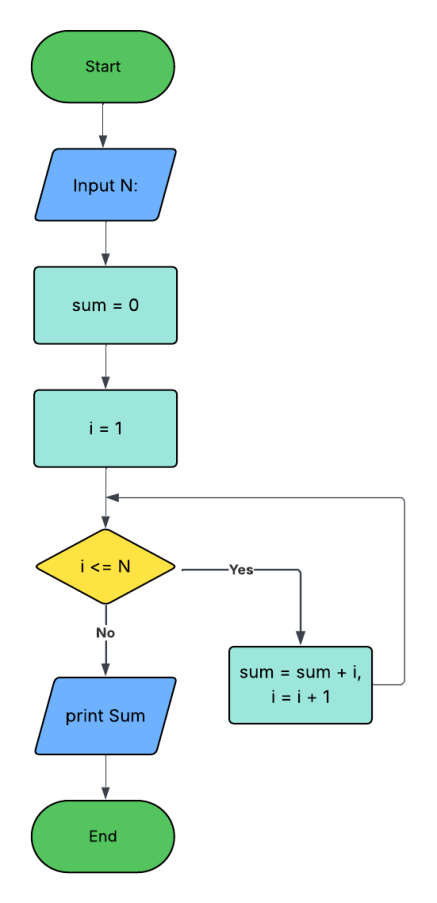 Start
Input N:
sum = 0
i = 1
i <= N
Yes
sum = sum + i,
i = i + 1
No
print Sum
End